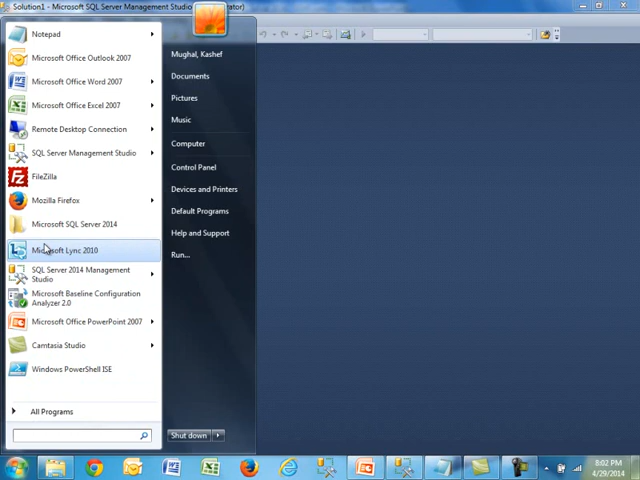 Solution1 - Microsoft SQL Server Management Studio
trator)
Notepad
Microsoft Office Outlook 2007
Microsoft Office Word 2007
Microsoft Office Excel 2007
Remote Desktop Connection
SQL Server Management Studio
FileZilla
Mozilla Firefox
Microsoft SQL Server 2014
Microsoft Lync 2010
SQL Server 2014 Management
Studio
Microsoft Baseline Configuration
Analyzer 2.0
Microsoft Office PowerPoint 2007
Camtasia Studio
Windows PowerShell ISE
All Programs
Mughal, Kashef
Documents
Pictures
Music
Computer
Control Panel
Devices and Printers
Default Programs
Help and Support
Run...
Shut down
8:02 PM
4/29/2014